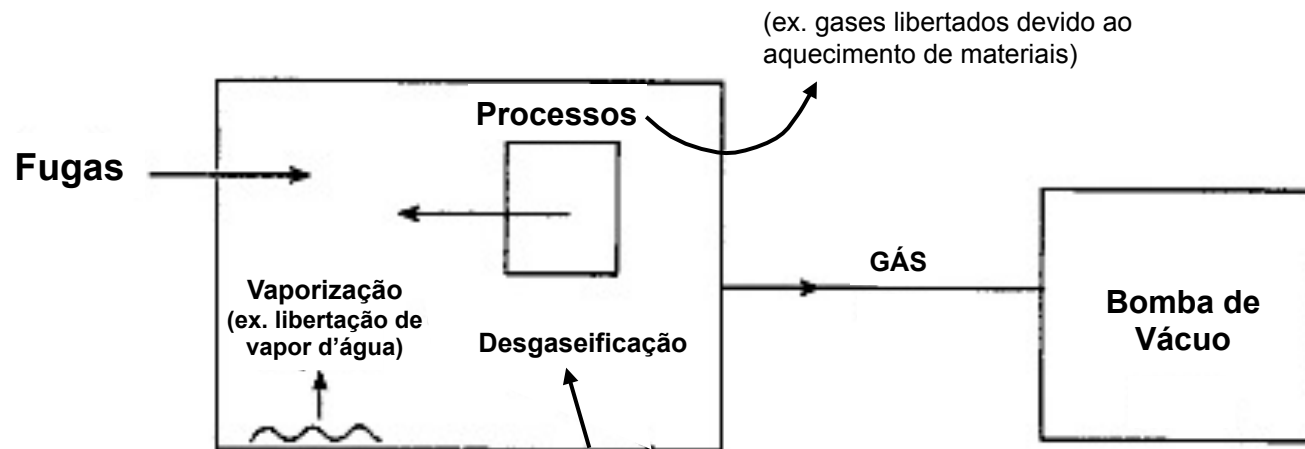 (ex. gases libertados devido ao
aquecimento de materiais)
Processos
Fugas
GÁS
Vaporização
(ex. libertação de
vapor d'água)
Desgaseificação
Bomba de
Vácuo